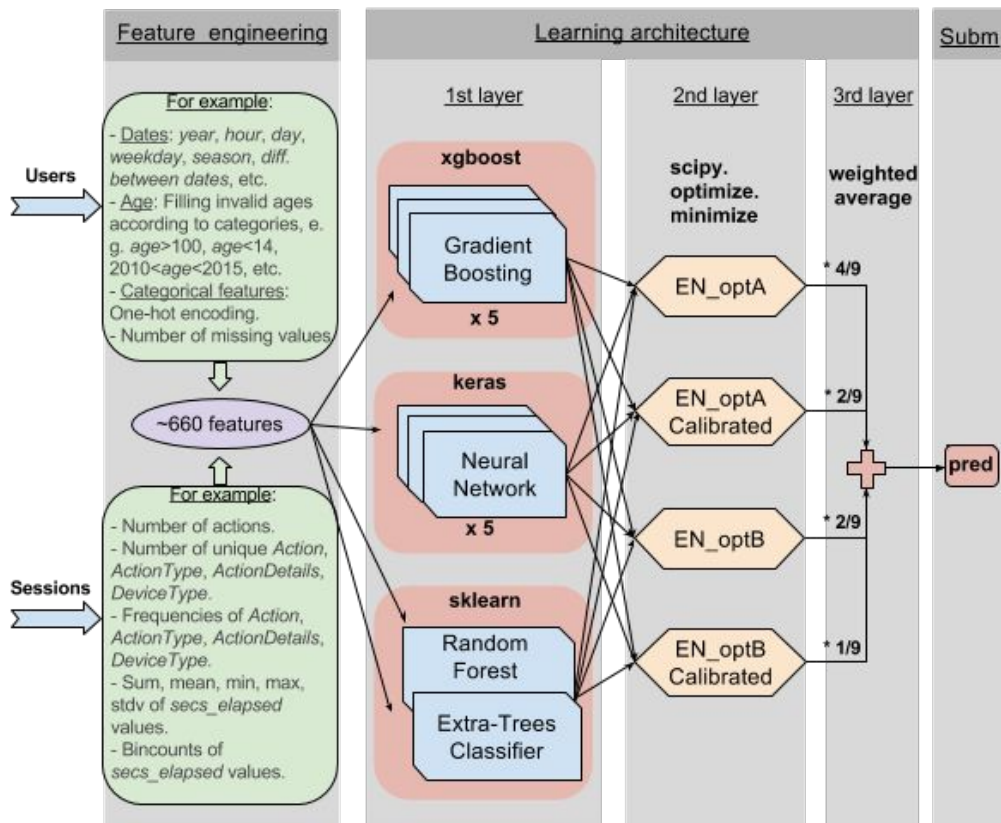 Feature engineering
Learning architecture
Subm
For example:
- Dates: year, hour, day,
weekday, season, diff.
between dates, etc.
- Age: Filling invalid ages
according to categories, e.
g. age>100, age<14,
2010<age<2015, etc.
- Categorical features:
One-hot encoding.
- Number of missing values
Users
~660 features
For example:
- Number of actions.
- Number of unique Action,
ActionType, ActionDetails,
DeviceType.
- Frequencies of Action,
ActionType, ActionDetails,
DeviceType.
- Sum, mean, min, max,
stdv of secs_elapsed
values.
- Bincounts of
secs_elapsed values.
Sessions
1st layer
xgboost
Gradient
Boosting
x 5
keras
Neural
Network
x 5
sklearn
Random
Forest
Extra-Trees
Classifier
2nd layer
scipy.
optimize.
minimize
EN_optA
EN_optA
Calibrated
EN_optB
EN_optB
Calibrated
3rd layer
weighted
average
* 4/9
* 2/9
* 2/9
* 1/9
pred